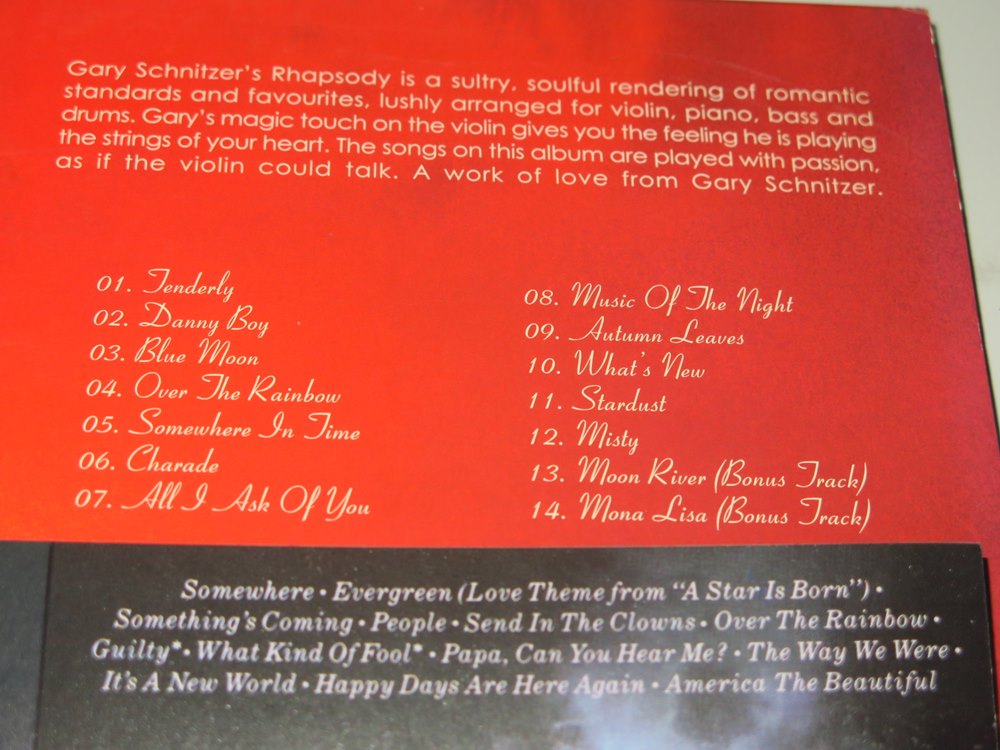 Gary Schnitzer's Rhapsody is a sultry, soulful rendering of romantic
standards and favourites, lushly arranged for violin, piano, bass and
drums. Gary's magic touch on the violin gives you the feeling he is playing
the strings of your heart. The songs on this album are played with passion,
as if the violin could talk. A work of love from Gary Schnitzer.
01. Tenderly
02. Danny Boy
03. Blue Moon
04. Over The Rainbow
05. Somewhere In Time
06. Charade
07. All I Ask Of You
08. Music Of The Night
09. Autumn Leaves
10. What's New
11. Stardust
12. Misty
13. Moon River (Bonus Track)
14. Mona Lisa (Bonus Track)
Somewhere • Evergreen (Love Theme from "A Star Is Born") •
Something's Coming • People • Send In The Clowns • Over The Rainbow •
Guilty* • What Kind Of Fool* • Papa, Can You Hear Me? • The Way We Were •
It's A New World • Happy Days Are Here Again • America The Beautiful